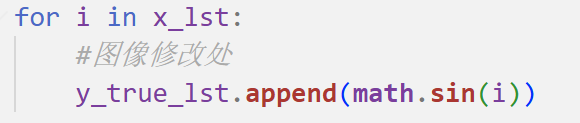 for i in x_lst:
#图像修改处
y_true_lst.append(math.sin(i))